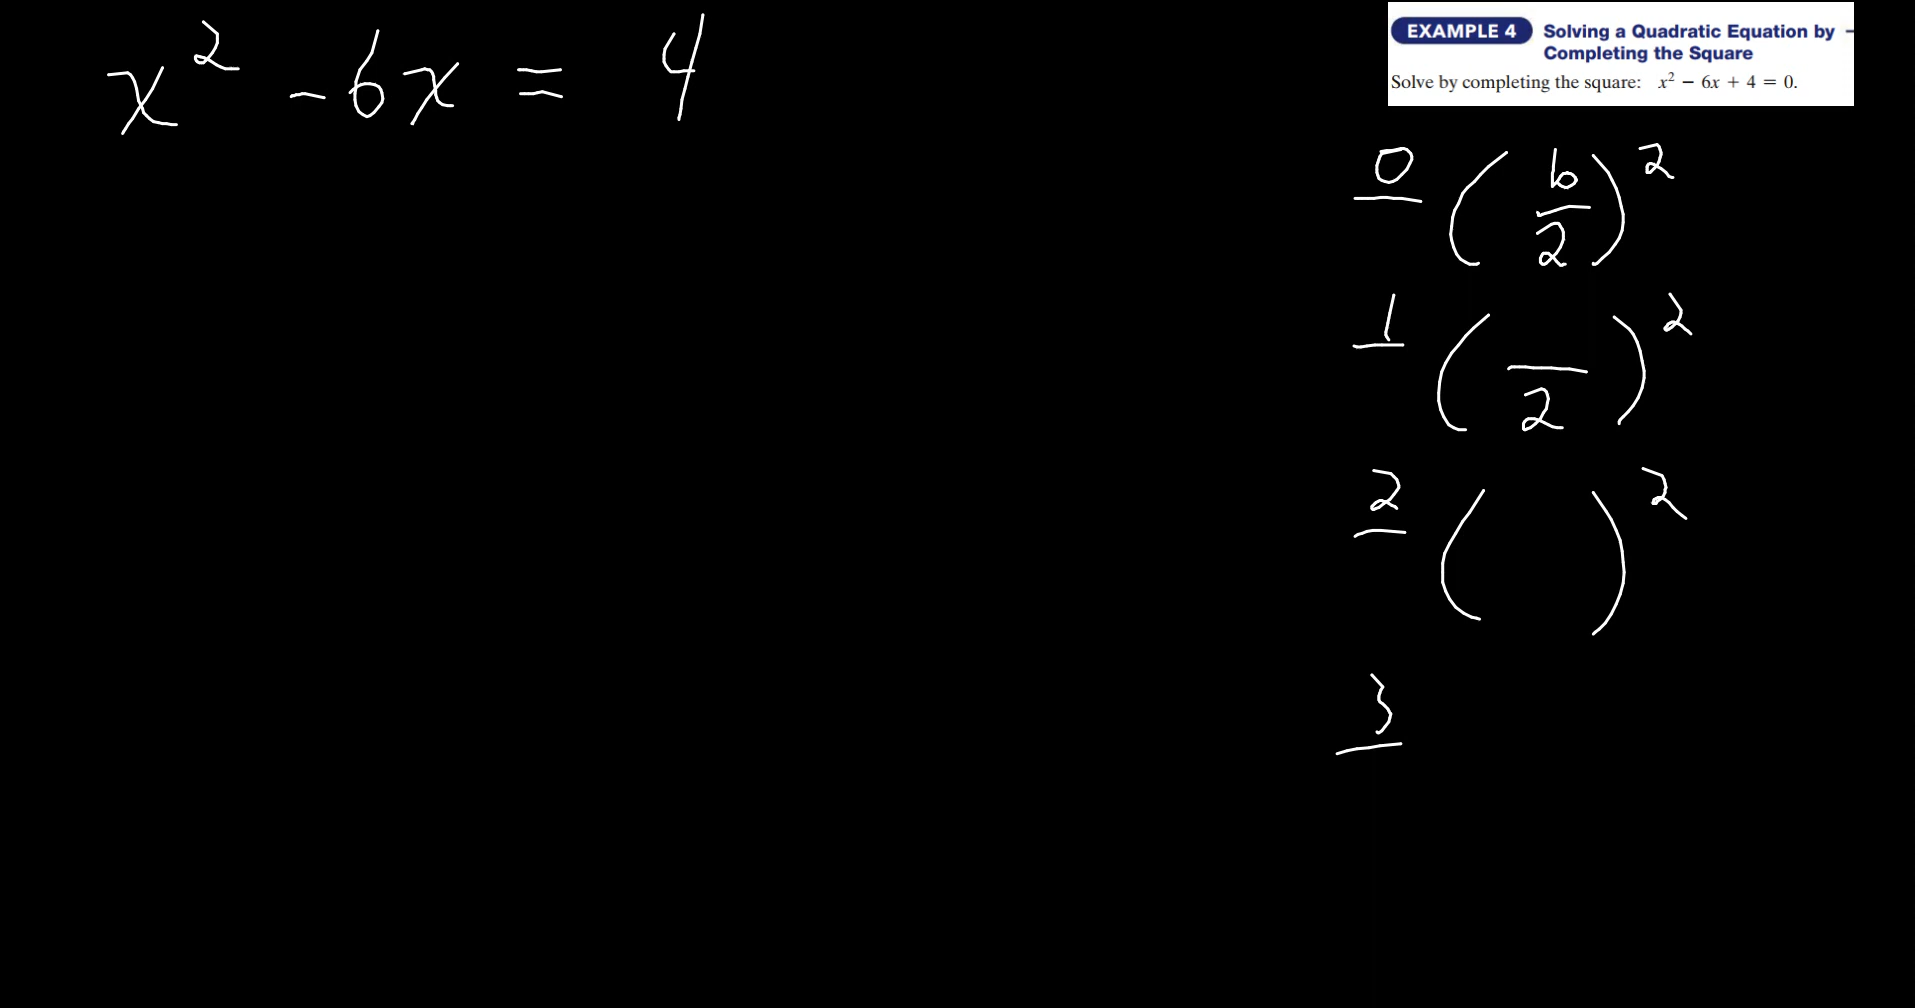 x² - 6x = 4
EXAMPLE 4 Solving a Quadratic Equation by
Completing the Square
Solve by completing the square: x² − 6x + 4 = 0.
0 (6/2)²
1 ( /2)²
2 ( )²
3